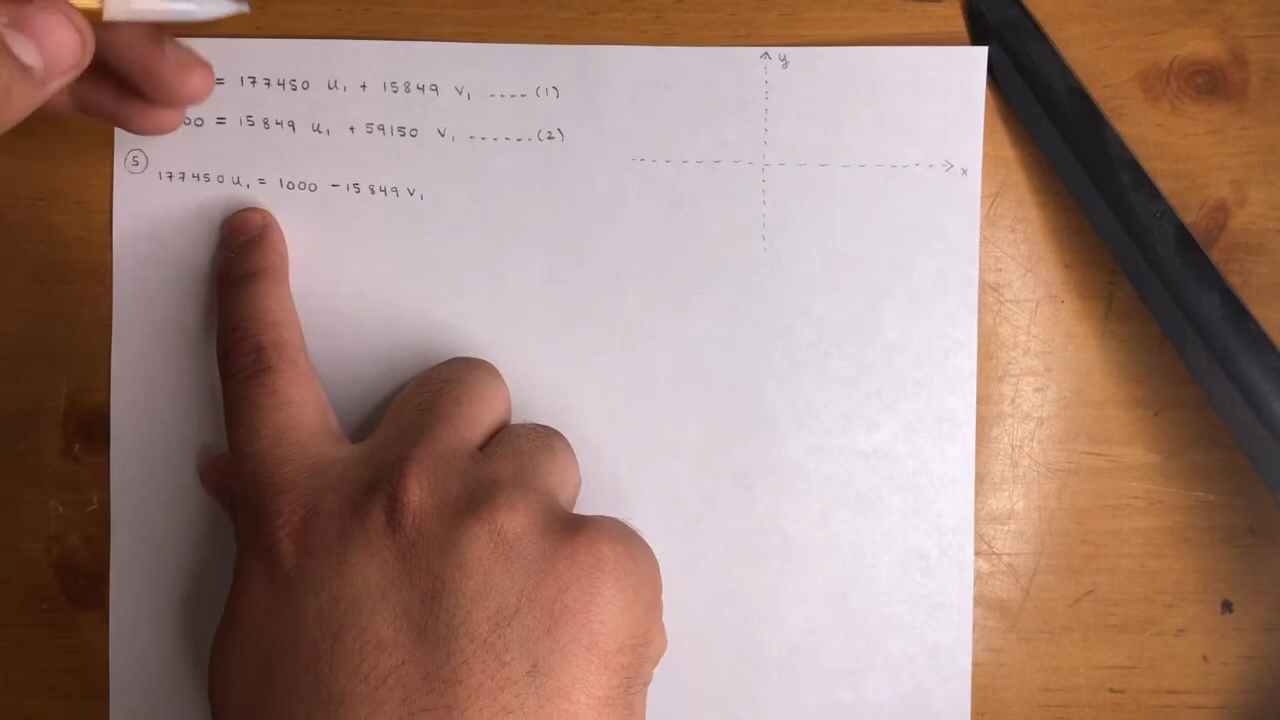 = 177450 u₁ + 15849 v₁ ----(1)
00 = 15849 u₁ + 59150 v₁ ------(2)
5
177450 u₁ = 1000 - 15849 v₁
y
x